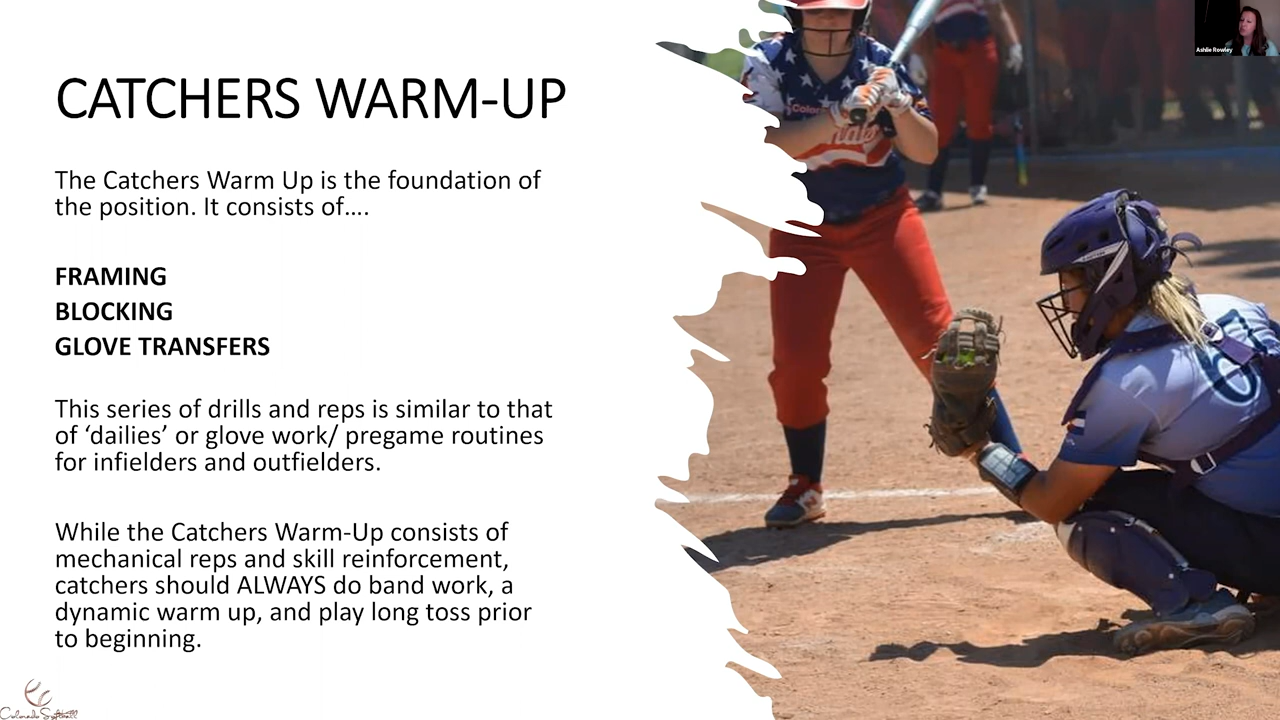 CATCHERS WARM-UP
The Catchers Warm Up is the foundation of
the position. It consists of....
FRAMING
BLOCKING
GLOVE TRANSFERS
This series of drills and reps is similar to that
of ‘dailies’ or glove work/ pregame routines
for infielders and outfielders.
While the Catchers Warm-Up consists of
mechanical reps and skill reinforcement,
catchers should ALWAYS do band work, a
dynamic warm up, and play long toss prior
to beginning.
Colorado Softball
Ashlie Rowley